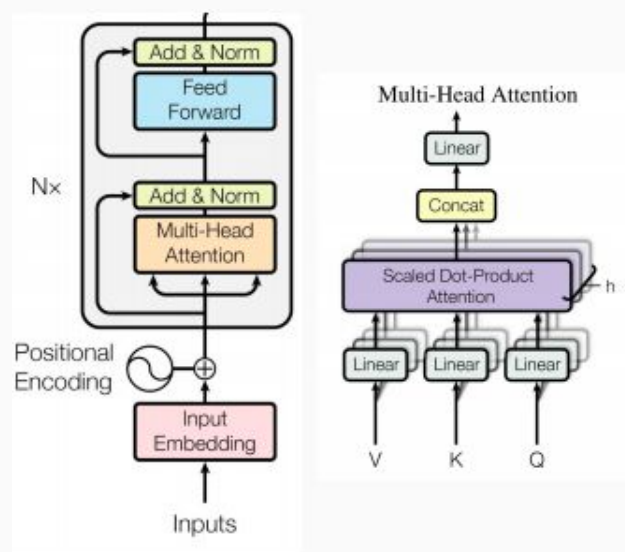 Add & Norm
Feed
Forward
Nx
Add & Norm
Multi-Head
Attention
Positional
Encoding
Input
Embedding
Inputs
Multi-Head Attention
Linear
Concat
Scaled Dot-Product
Attention
h
Linear
Linear
Linear
V
K
Q